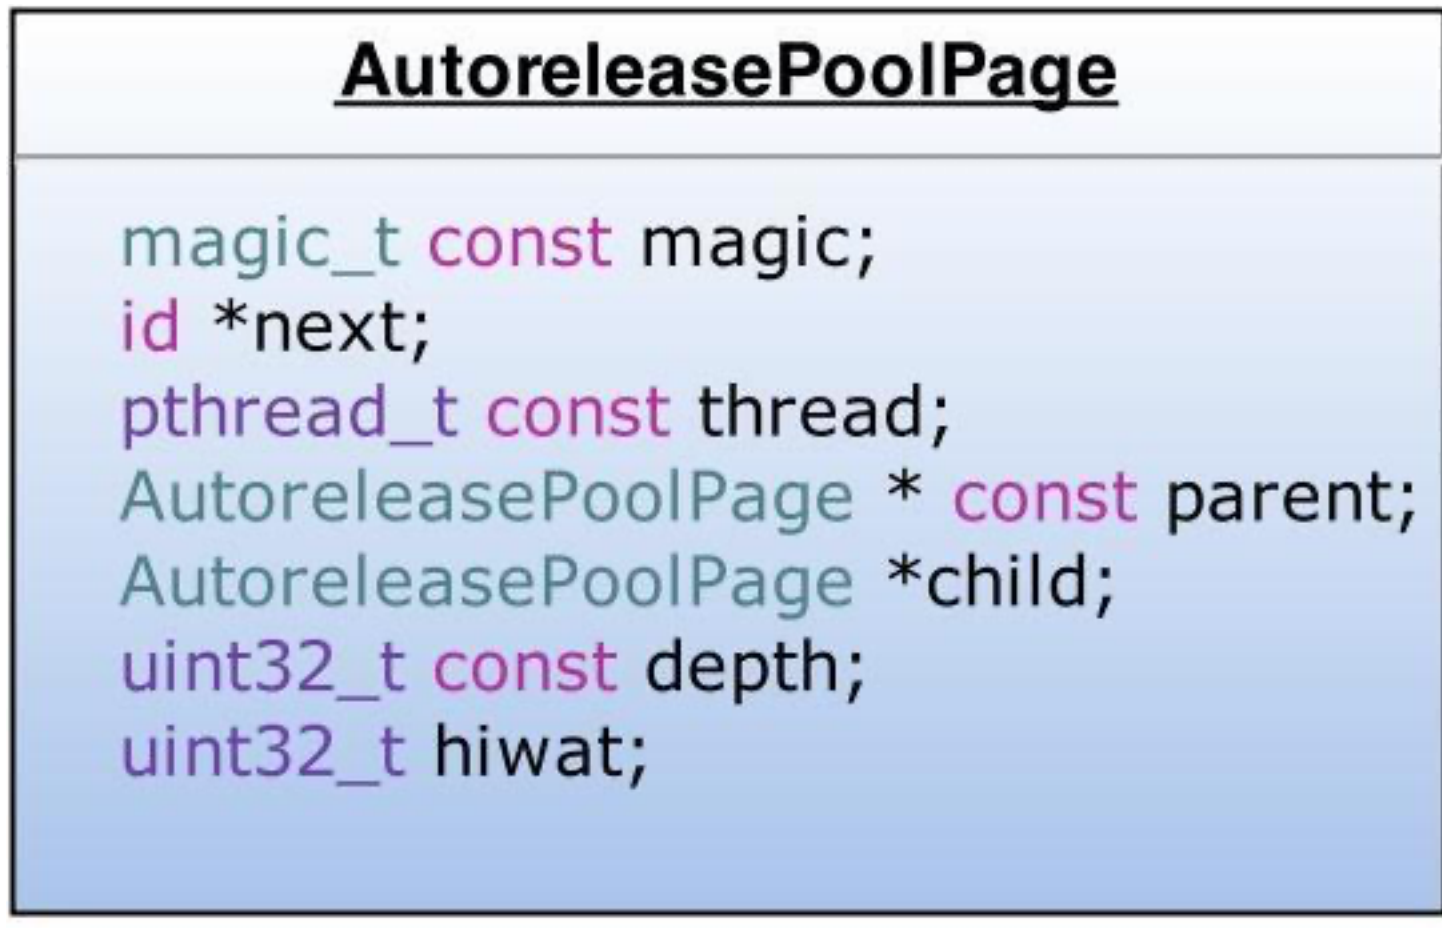 AutoreleasePoolPage
magic_t const magic;
id *next;
pthread_t const thread;
AutoreleasePoolPage * const parent;
AutoreleasePoolPage *child;
uint32_t const depth;
uint32_t hiwat;